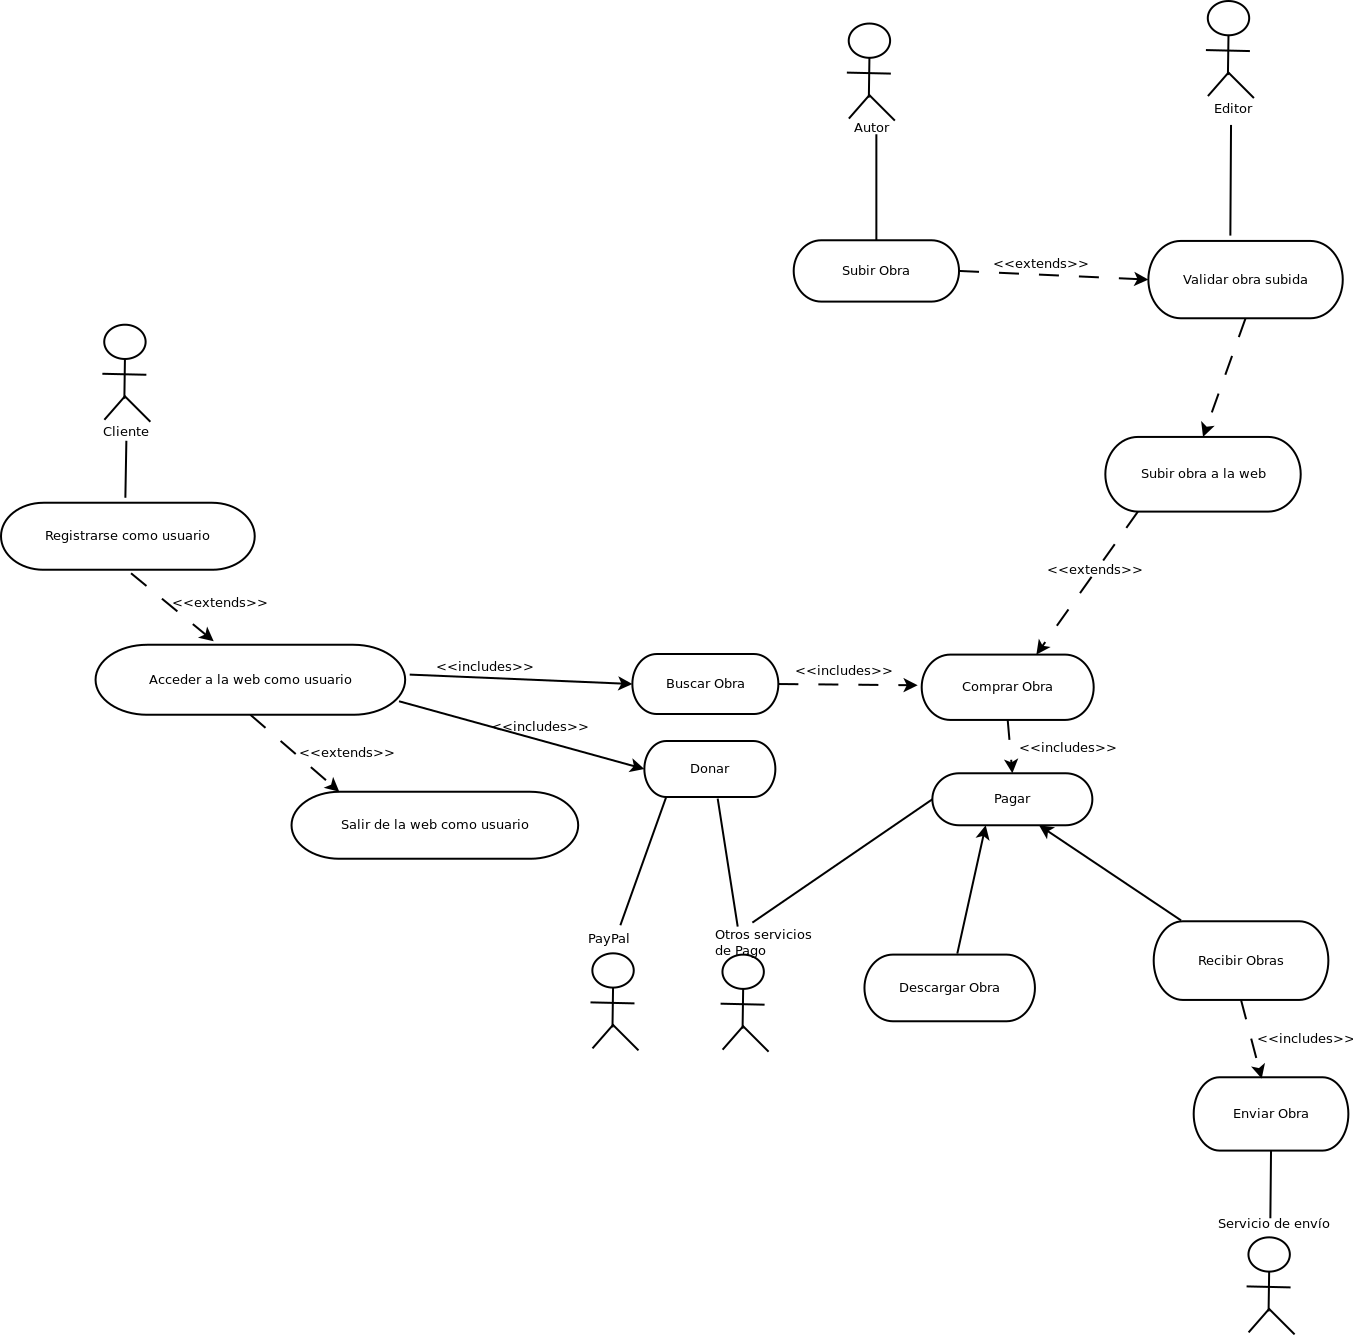 Editor
Autor
<<extends>>
Subir Obra
Validar obra subida
Cliente
Subir obra a la web
Registrarse como usuario
<<extends>>
<<extends>>
<<includes>>
<<includes>>
Acceder a la web como usuario
Buscar Obra
Comprar Obra
<<includes>>
<<includes>>
<<extends>>
Donar
Pagar
Salir de la web como usuario
Otros servicios
de Pago
PayPal
Recibir Obras
Descargar Obra
<<includes>>
Enviar Obra
Servicio de envío